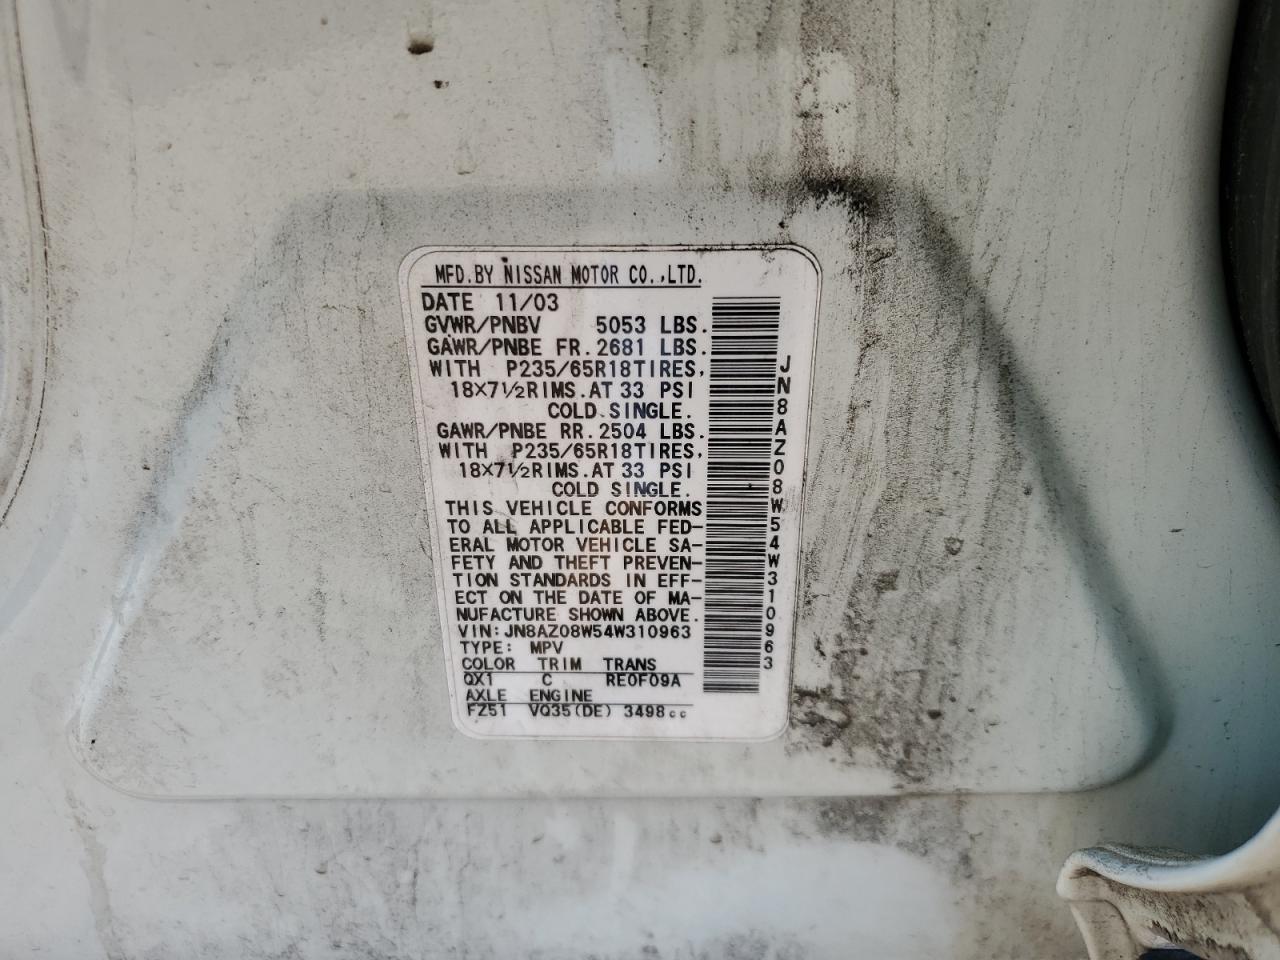 MFD.BY NISSAN MOTOR CO.,LTD.
DATE 11/03
GVWR/PNBV 5053 LBS.
GAWR/PNBE FR.2681 LBS.
WITH P235/65R18TIRES,
18×7½RIMS.AT 33 PSI
COLD SINGLE.
GAWR/PNBE RR.2504 LBS.
WITH P235/65R18TIRES,
18×7½RIMS.AT 33 PSI
COLD SINGLE.
THIS VEHICLE CONFORMS
TO ALL APPLICABLE FED-
ERAL MOTOR VEHICLE SA-
FETY AND THEFT PREVEN-
TION STANDARDS IN EFF-
ECT ON THE DATE OF MA-
NUFACTURE SHOWN ABOVE.
VIN:JN8AZ08W54W310963
TYPE: MPV
COLOR TRIM TRANS
QX1 C RE0F09A
AXLE ENGINE
FZ51 VQ35(DE) 3498cc
JN8AZ08W54W310963